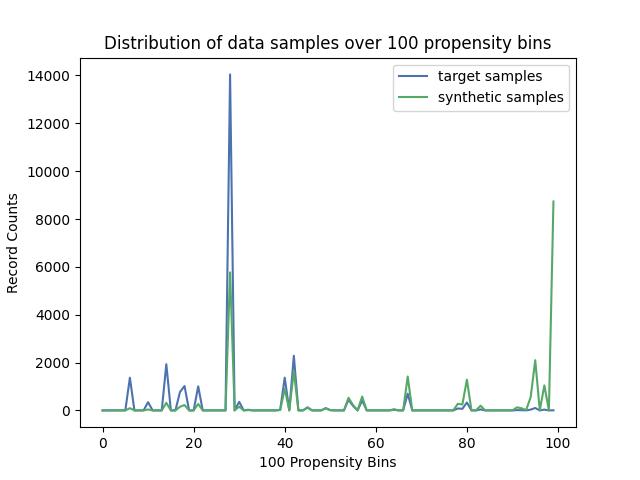 Distribution of data samples over 100 propensity bins
target samples
synthetic samples
14000
12000
10000
8000
6000
4000
2000
0
Record Counts
0 20 40 60 80 100
100 Propensity Bins